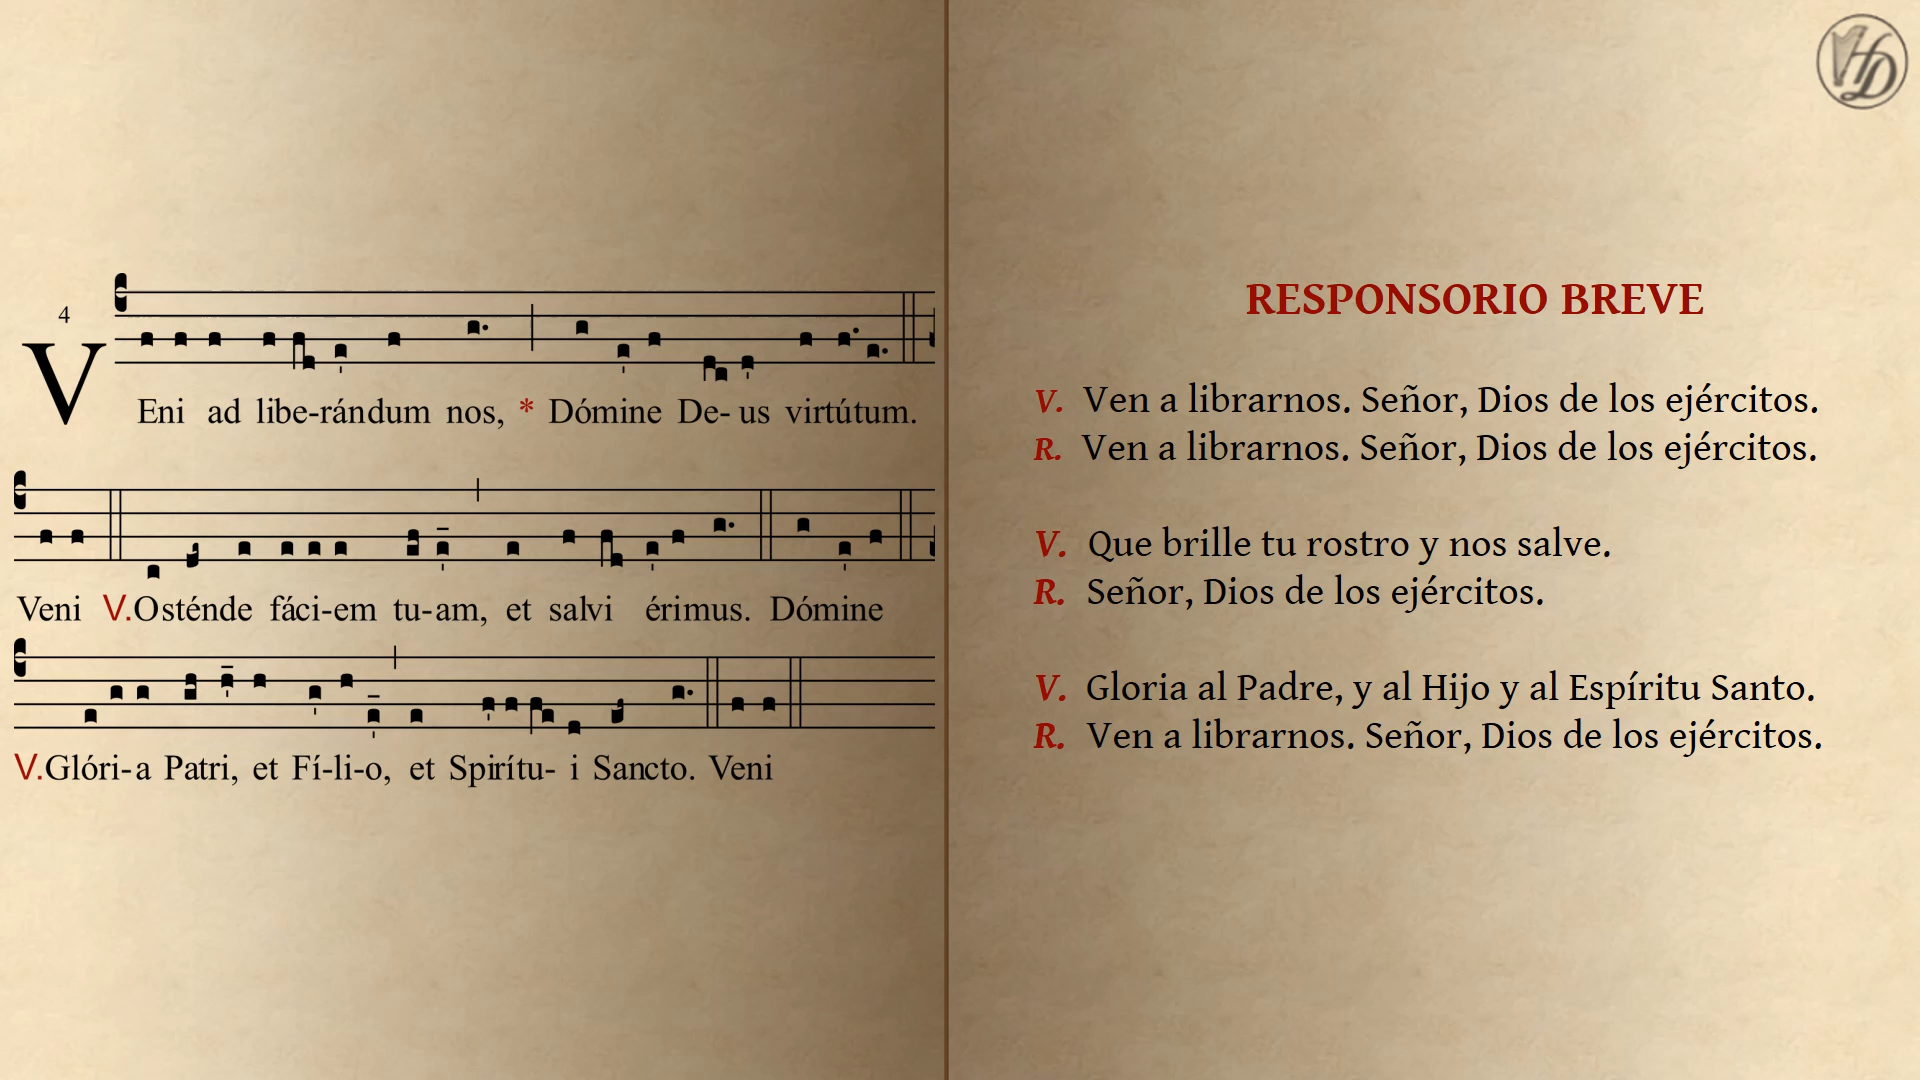 4
VEni ad libe-rándum nos, * Dómine De- us virtútum.
Veni V.Osténde fáci-em tu-am, et salvi érimus. Dómine
V.Glóri-a Patri, et Fí-li-o, et Spirítu- i Sancto. Veni
HD
RESPONSORIO BREVE
V. Ven a librarnos. Señor, Dios de los ejércitos.
R. Ven a librarnos. Señor, Dios de los ejércitos.
V. Que brille tu rostro y nos salve.
R. Señor, Dios de los ejércitos.
V. Gloria al Padre, y al Hijo y al Espíritu Santo.
R. Ven a librarnos. Señor, Dios de los ejércitos.